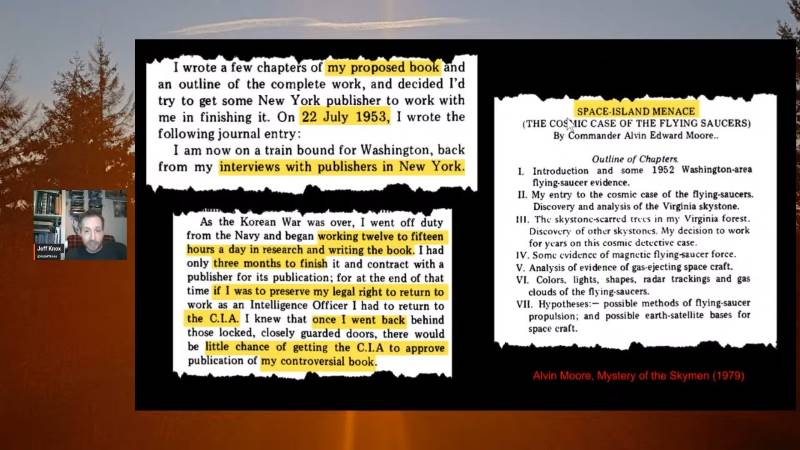 I wrote a few chapters of my proposed book and
an outline of the complete work, and decided I'd
try to get some New York publisher to work with
me in finishing it. On 22 July 1953, I wrote the
following journal entry:
I am now on a train bound for Washington, back
from my interviews with publishers in New York.
As the Korean War was over, I went off duty
from the Navy and began working twelve to fifteen
hours a day in research and writing the book. I had
only three months to finish it and contract with a
publisher for its publication; for at the end of that
time if I was to preserve my legal right to return to
work as an Intelligence Officer I had to return to
the C.I.A. I knew that once I went back behind
those locked, closely guarded doors, there would
be little chance of getting the C.I.A to approve
publication of my controversial book.
SPACE-ISLAND MENACE
(THE COSMIC CASE OF THE FLYING SAUCERS)
By Commander Alvin Edward Moore..
Outline of Chapters.
I. Introduction and some 1952 Washington-area
flying-saucer evidence.
II. My entry to the cosmic case of the flying-saucers.
Discovery and analysis of the Virginia skystone.
III. The skystone-scarred trees in my Virginia forest.
Discovery of other skystones. My decision to work
for years on this cosmic detective case.
IV. Some evidence of magnetic flying-saucer force.
V. Analysis of evidence of gas-ejecting space craft.
VI. Colors, lights, shapes, radar trackings and gas
clouds of the flying-saucers.
VII. Hypotheses:— possible methods of flying-saucer
propulsion; and possible earth-satellite bases for
space craft.
Alvin Moore, Mystery of the Skymen (1979)
Jeff Knox